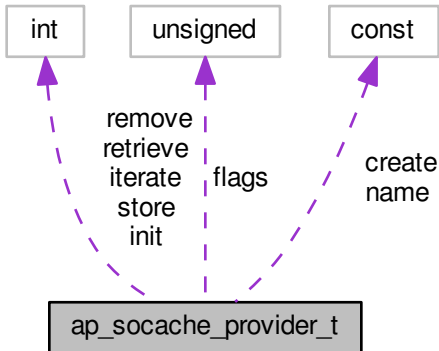 int
unsigned
const
remove
retrieve
iterate
store
init
flags
create
name
ap_socache_provider_t